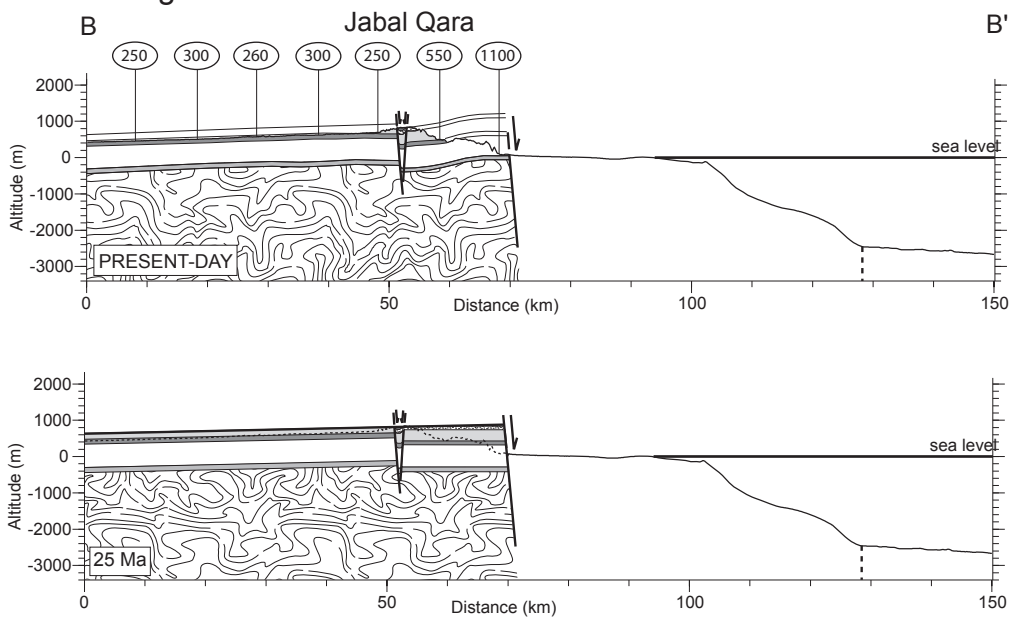 B Jabal Qara B'
250 300 260 300 250 550 1100
2000
1000
0
-1000
-2000
-3000
Altitude (m)
sea level
PRESENT-DAY
0 50 100 150
Distance (km)
2000
1000
0
-1000
-2000
-3000
Altitude (m)
sea level
25 Ma
0 50 100 150
Distance (km)